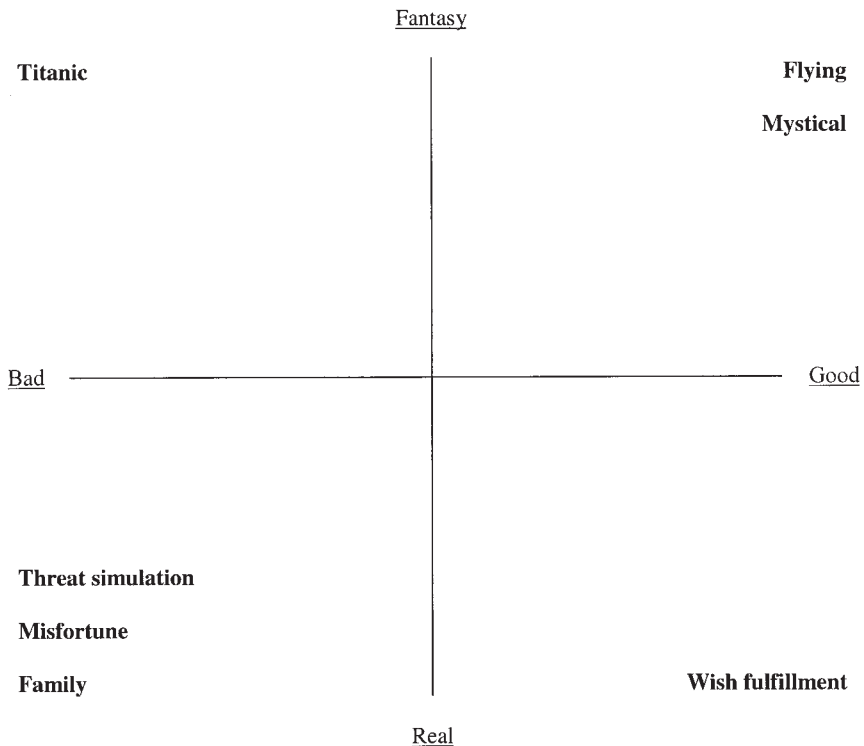 Fantasy
Titanic
Flying
Mystical
Bad
Good
Threat simulation
Misfortune
Family
Wish fulfillment
Real